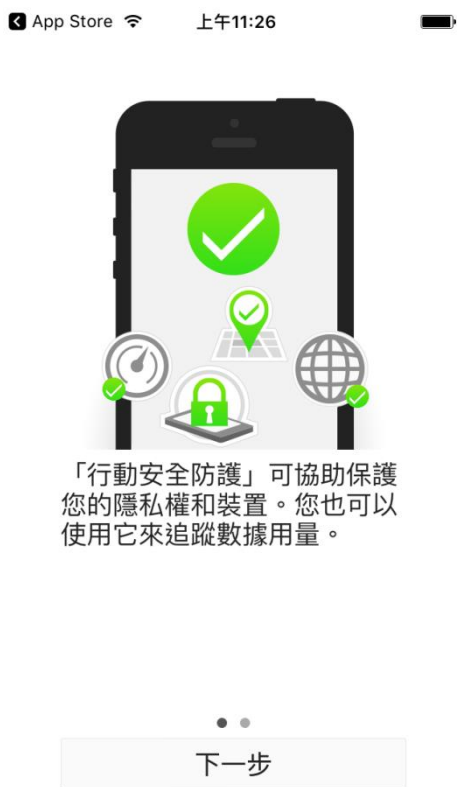 App Store 上午11:26
「行動安全防護」可協助保護
您的隱私權和裝置。您也可以
使用它來追蹤數據用量。
下一步